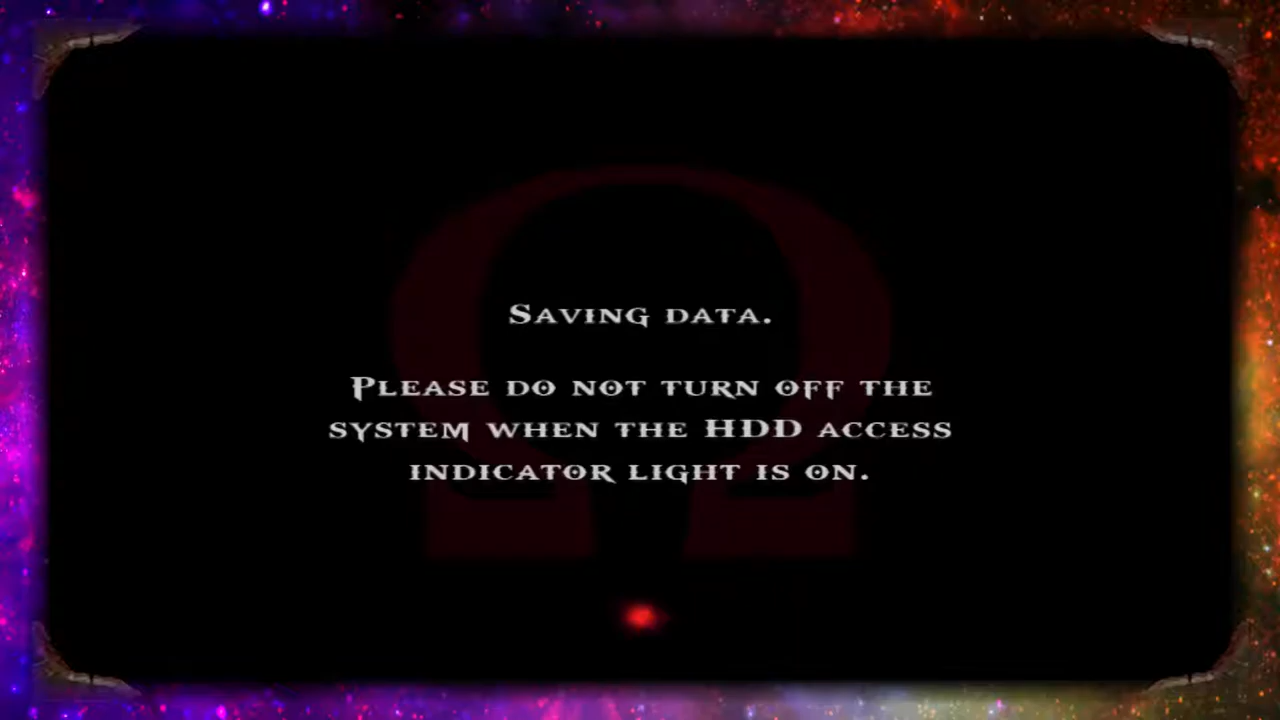 Saving data.
Please do not turn off the
system when the HDD access
indicator light is on.